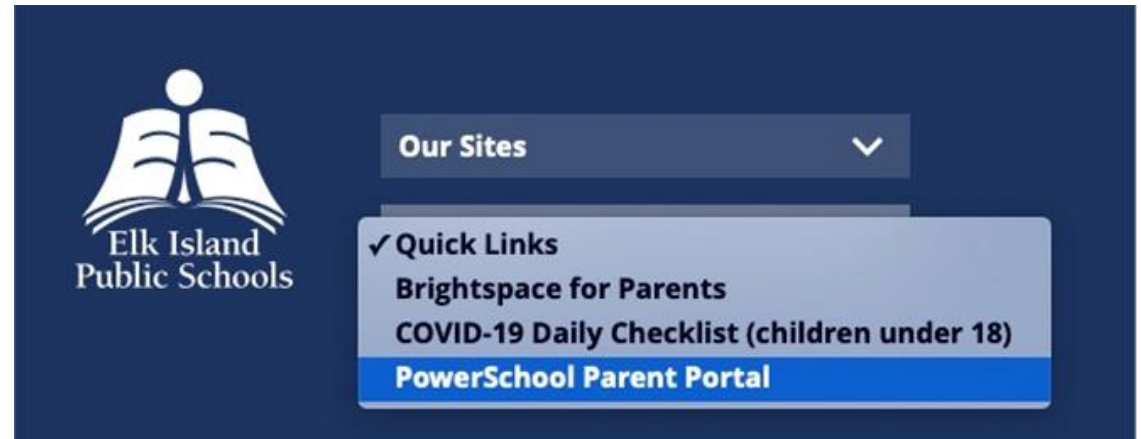 Elk Island
Public Schools
Our Sites
✓ Quick Links
Brightspace for Parents
COVID-19 Daily Checklist (children under 18)
PowerSchool Parent Portal